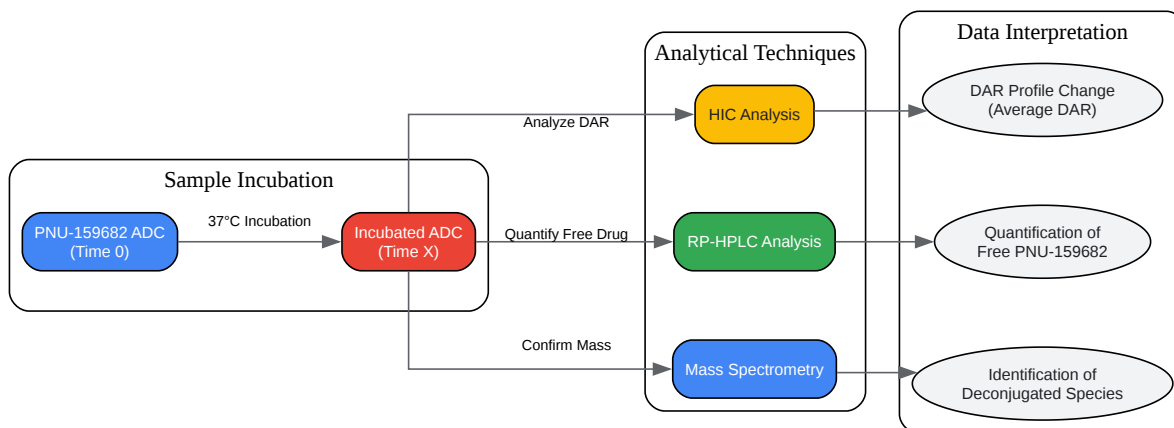 Sample Incubation
PNU-159682 ADC
(Time 0)
37°C Incubation
Incubated ADC
(Time X)
Analyze DAR
Quantify Free Drug
Confirm Mass
Analytical Techniques
HIC Analysis
RP-HPLC Analysis
Mass Spectrometry
Data Interpretation
DAR Profile Change
(Average DAR)
Quantification of
Free PNU-159682
Identification of
Deconjugated Species